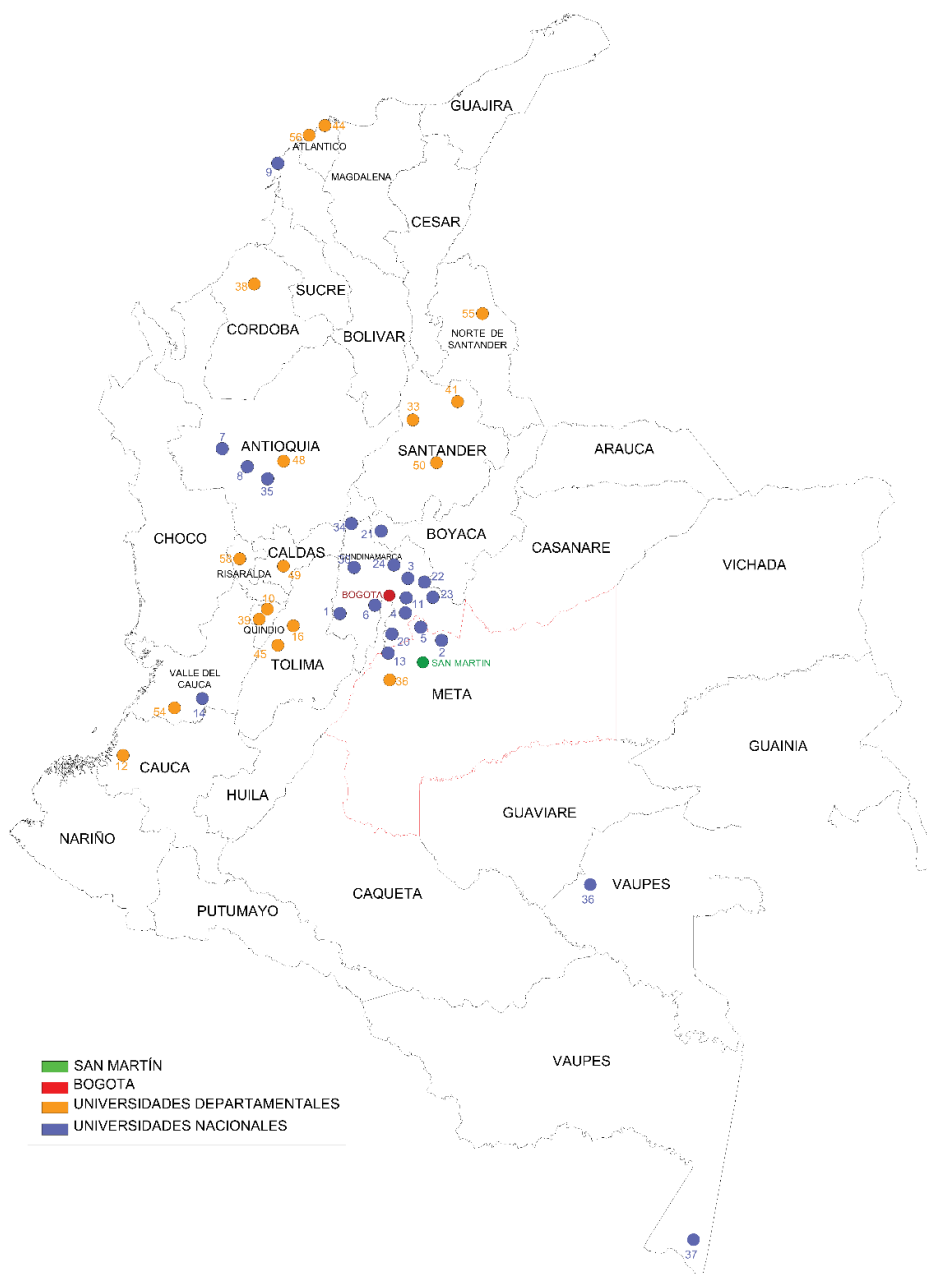 GUAJIRA
44
56
ATLANTICO
9
MAGDALENA
CESAR
38
SUCRE
CORDOBA
BOLIVAR
55
NORTE DE
SANTANDER
41
33
7
ANTIOQUIA
48
8
35
SANTANDER
50
ARAUCA
34
21
BOYACA
CHOCO
58
RISARALDA
CALDAS
49
CUNDINAMARCA
24
3
22
CASANARE
VICHADA
BOGOTA
11
23
10
39
QUINDIO
16
45
TOLIMA
1
6
4
5
20
2
13
SAN MARTIN
36
META
VALLE DEL
CAUCA
14
54
12
CAUCA
GUAINIA
HUILA
GUAVIARE
NARIÑO
CAQUETA
VAUPES
36
PUTUMAYO
VAUPES
37
SAN MARTÍN
BOGOTA
UNIVERSIDADES DEPARTAMENTALES
UNIVERSIDADES NACIONALES